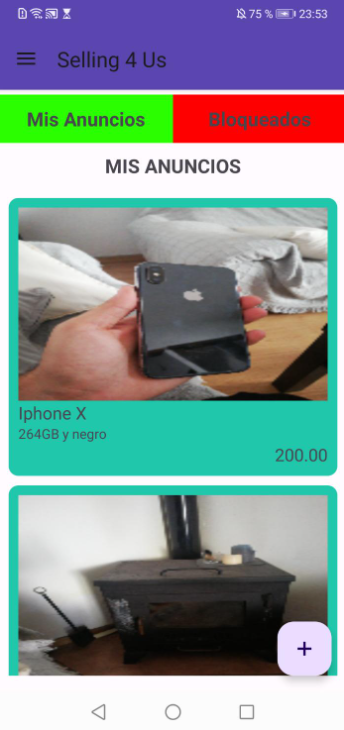 75 % 23:53
Selling 4 Us
Mis Anuncios Bloqueados
MIS ANUNCIOS
Iphone X
264GB y negro
200.00